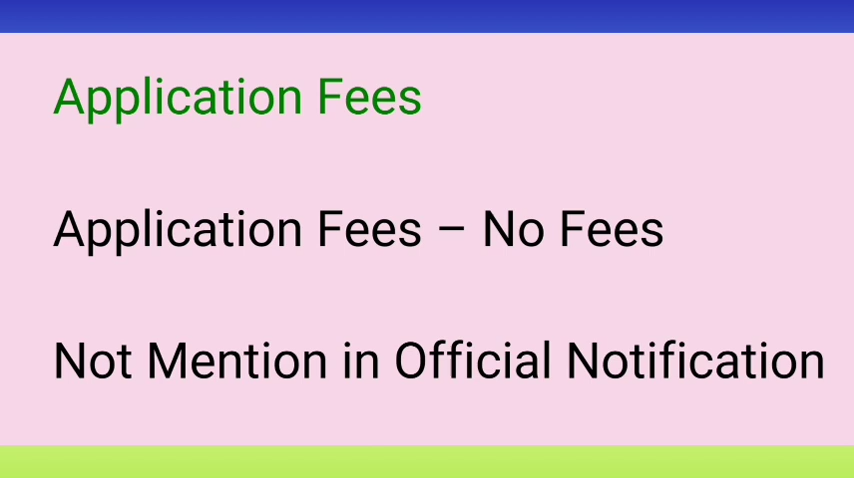 Application Fees
Application Fees – No Fees
Not Mention in Official Notification